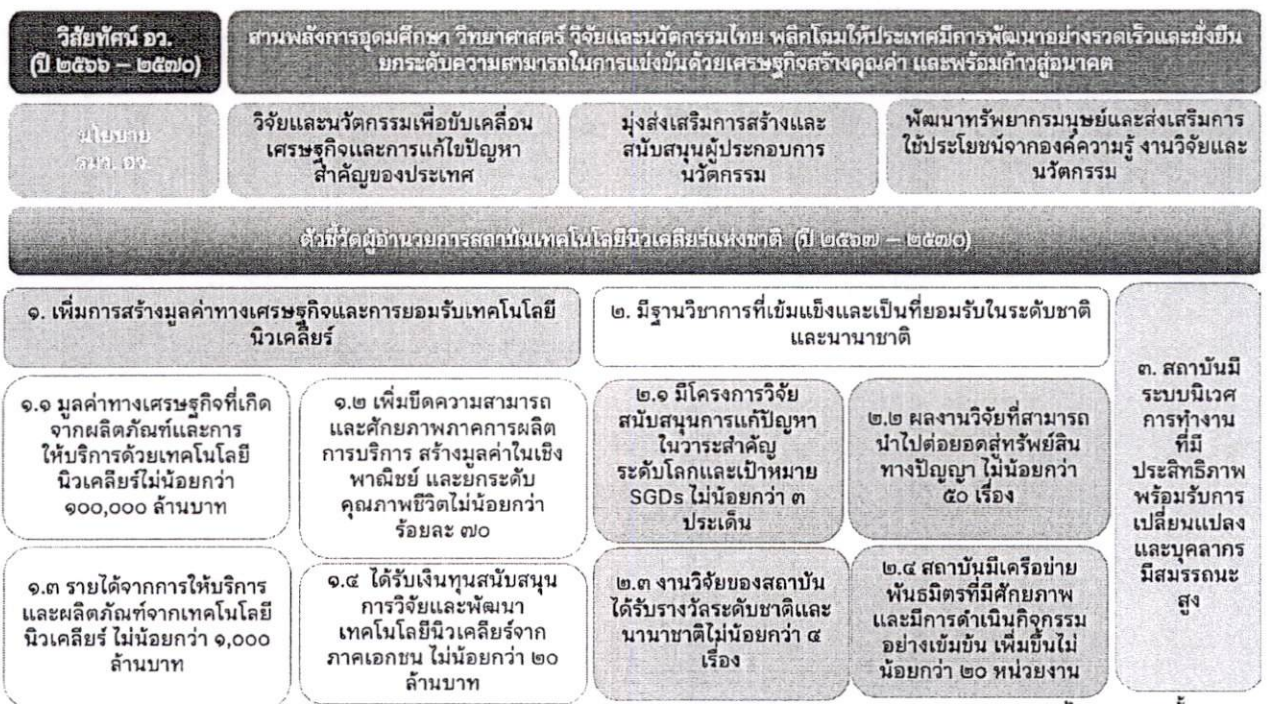 วิสัยทัศน์ อว.
(ปี ๒๕๖๖ – ๒๕๗๐)
สานพลังการอุดมศึกษา วิทยาศาสตร์ วิจัยและนวัตกรรมไทย พลิกโฉมให้ประเทศมีการพัฒนาอย่างรวดเร็วและยั่งยืน
ยกระดับความสามารถในการแข่งขันด้วยเศรษฐกิจสร้างคุณค่า และพร้อมก้าวสู่อนาคต
นโยบาย
รมว. อว.
วิจัยและนวัตกรรมเพื่อขับเคลื่อน
เศรษฐกิจและการแก้ไขปัญหา
สำคัญของประเทศ
มุ่งส่งเสริมการสร้างและ
สนับสนุนผู้ประกอบการ
นวัตกรรม
พัฒนาทรัพยากรมนุษย์และส่งเสริมการ
ใช้ประโยชน์จากองค์ความรู้ งานวิจัยและ
นวัตกรรม
ตัวชี้วัดผู้อำนวยการสถาบันเทคโนโลยีนิวเคลียร์แห่งชาติ (ปี ๒๕๖๗ – ๒๕๗๐)
๑. เพิ่มการสร้างมูลค่าทางเศรษฐกิจและการยอมรับเทคโนโลยี
นิวเคลียร์
๑.๑ มูลค่าทางเศรษฐกิจที่เกิด
จากผลิตภัณฑ์และการ
ให้บริการด้วยเทคโนโลยี
นิวเคลียร์ไม่น้อยกว่า
๑๐๐,๐๐๐ ล้านบาท
๑.๒ เพิ่มขีดความสามารถ
และศักยภาพภาคการผลิต
การบริการ สร้างมูลค่าในเชิง
พาณิชย์ และยกระดับ
คุณภาพชีวิตไม่น้อยกว่า
ร้อยละ ๗๐
๑.๓ รายได้จากการให้บริการ
และผลิตภัณฑ์จากเทคโนโลยี
นิวเคลียร์ ไม่น้อยกว่า ๑,๐๐๐
ล้านบาท
๑.๔ ได้รับเงินทุนสนับสนุน
การวิจัยและพัฒนา
เทคโนโลยีนิวเคลียร์จาก
ภาคเอกชน ไม่น้อยกว่า ๒๐
ล้านบาท
๒. มีฐานวิชาการที่เข้มแข็งและเป็นที่ยอมรับในระดับชาติ
และนานาชาติ
๒.๑ มีโครงการวิจัย
สนับสนุนการแก้ปัญหา
ในวาระสำคัญ
ระดับโลกและเป้าหมาย
SGDs ไม่น้อยกว่า ๓
ประเด็น
๒.๒ ผลงานวิจัยที่สามารถ
นำไปต่อยอดสู่ทรัพย์สิน
ทางปัญญา ไม่น้อยกว่า
๕๐ เรื่อง
๒.๓ งานวิจัยของสถาบัน
ได้รับรางวัลระดับชาติและ
นานาชาติไม่น้อยกว่า ๔
เรื่อง
๒.๔ สถาบันมีเครือข่าย
พันธมิตรที่มีศักยภาพ
และมีการดำเนินกิจกรรม
อย่างเข้มข้น เพิ่มขึ้นไม่
น้อยกว่า ๒๐ หน่วยงาน
๓. สถาบันมี
ระบบนิเวศ
การทำงาน
ที่มี
ประสิทธิภาพ
พร้อมรับการ
เปลี่ยนแปลง
และบุคลากร
มีสมรรถนะ
สูง